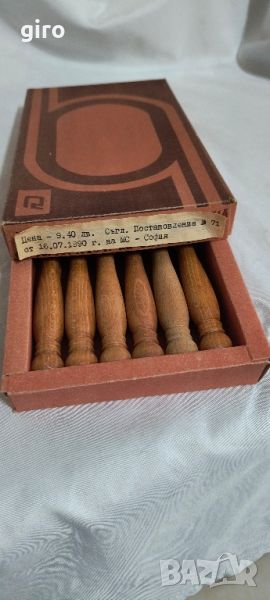 giro
Цена - 9.40 лв. Съгл. Постановление № 71
от 16.07.1990 г. на МС - София
BAZAR.bg